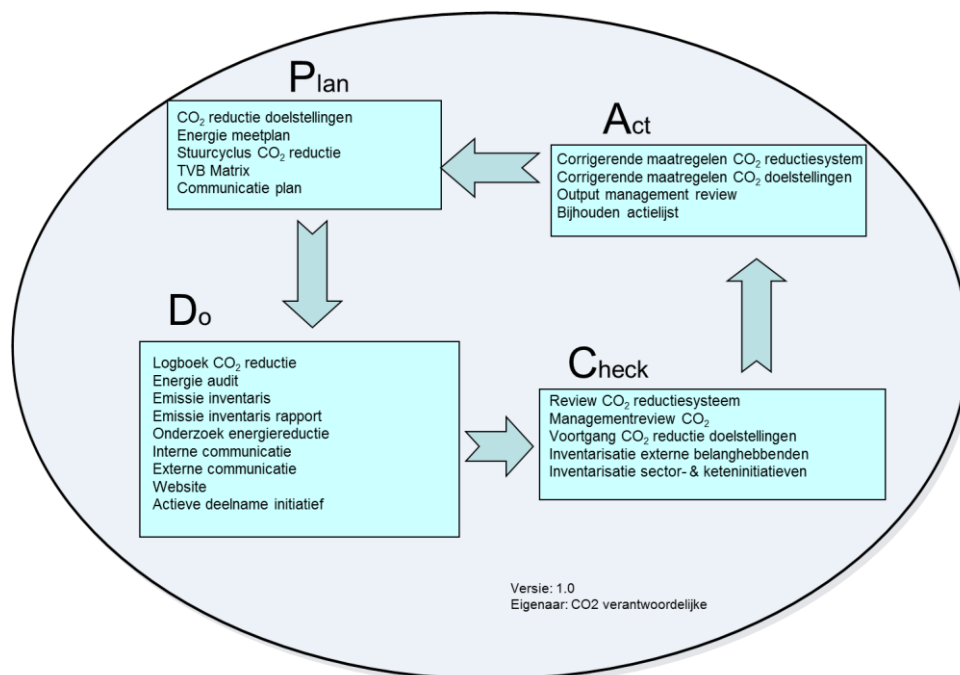 Plan
CO₂ reductie doelstellingen
Energie meetplan
Stuurcyclus CO₂ reductie
TVB Matrix
Communicatie plan
Act
Corrigerende maatregelen CO₂ reductiesystem
Corrigerende maatregelen CO₂ doelstellingen
Output management review
Bijhouden actielijst
Do
Logboek CO₂ reductie
Energie audit
Emissie inventaris
Emissie inventaris rapport
Onderzoek energiereductie
Interne communicatie
Externe communicatie
Website
Actieve deelname initiatief
Check
Review CO₂ reductiesysteem
Managementreview CO₂
Voortgang CO₂ reductie doelstellingen
Inventarisatie externe belanghebbenden
Inventarisatie sector- & keteninitiatieven
Versie: 1.0
Eigenaar: CO2 verantwoordelijke